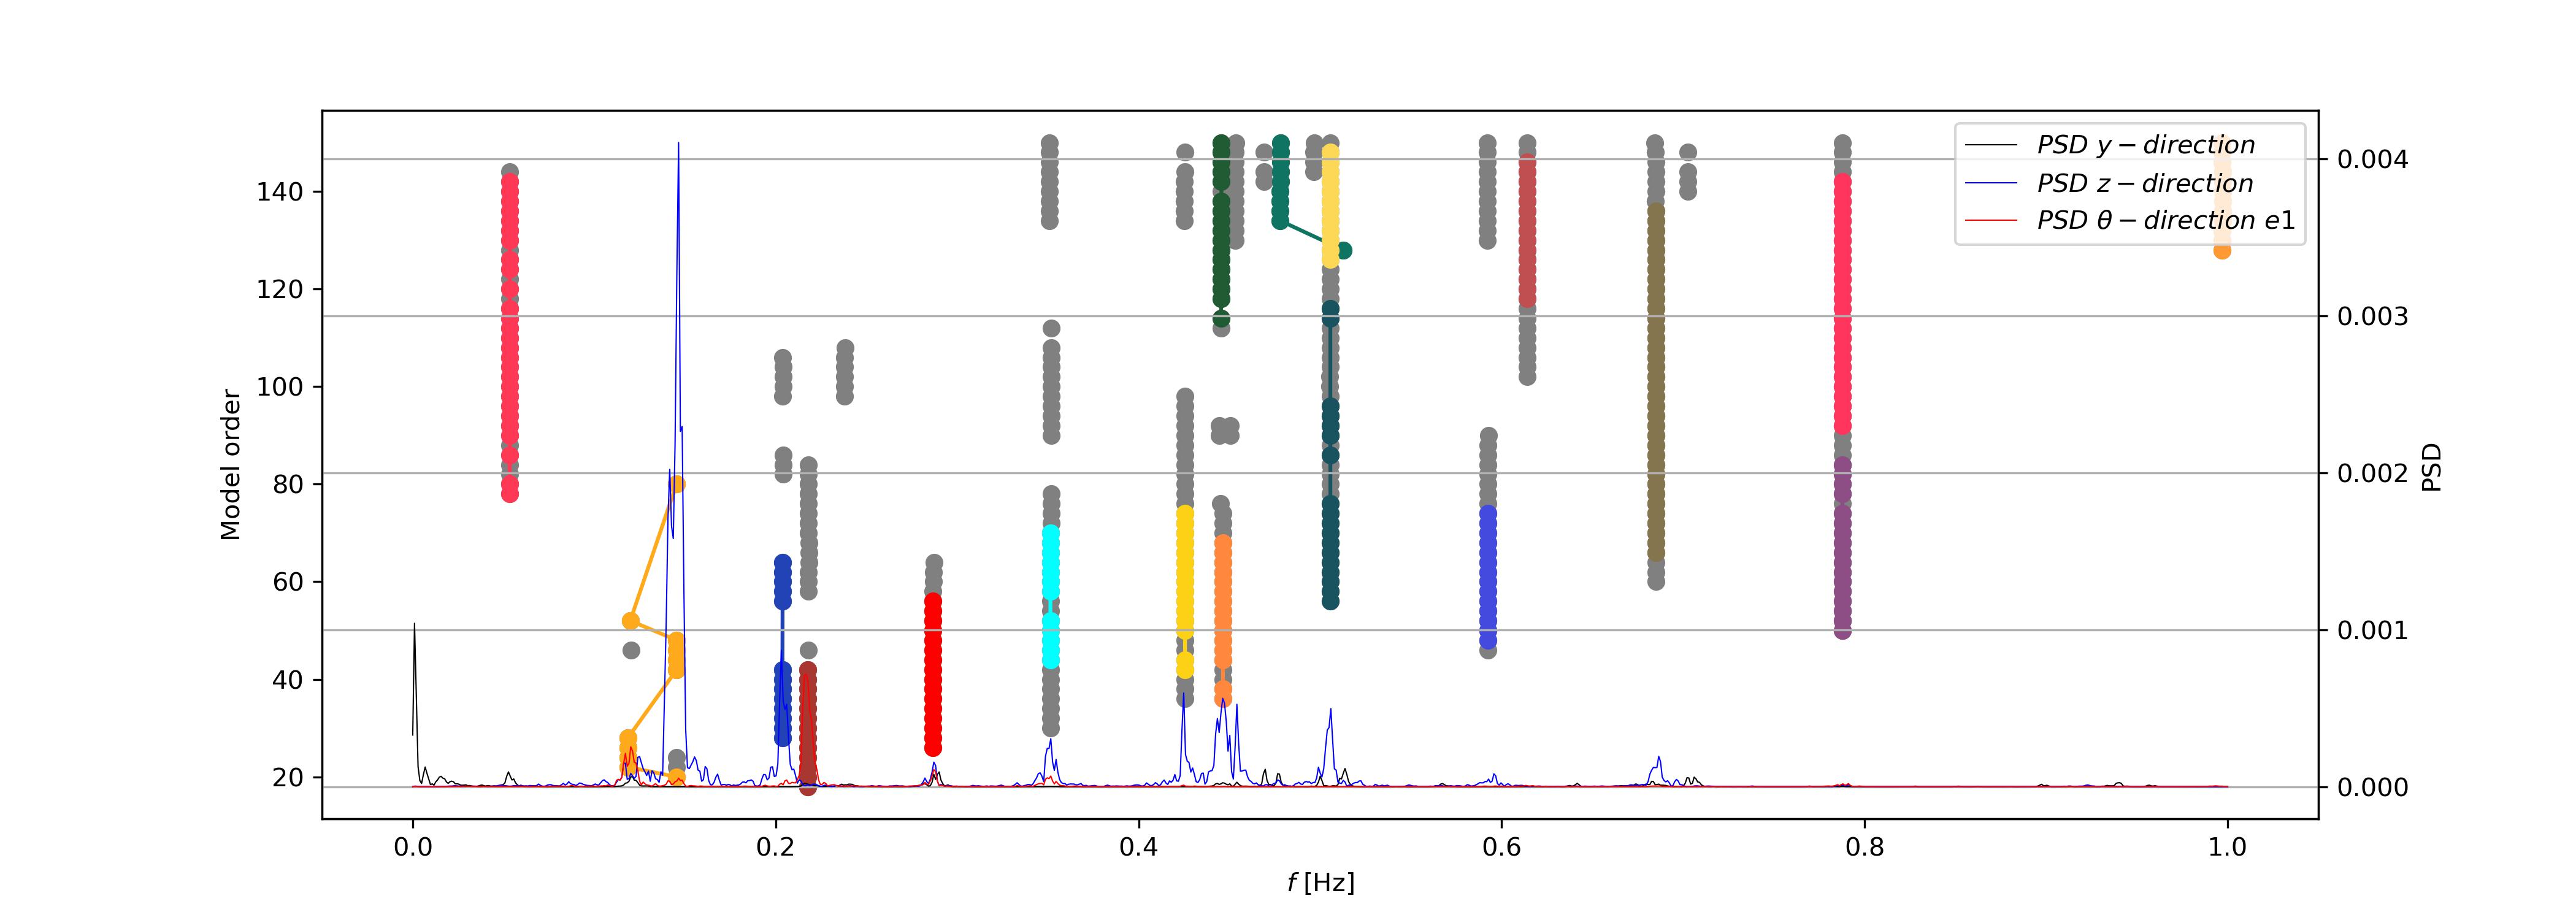 PSD y − direction
PSD z − direction
PSD θ − direction e1
Model order
140
120
100
80
60
40
20
0.004
0.003
0.002
0.001
0.000
PSD
0.0 0.2 0.4 0.6 0.8 1.0
f [Hz]